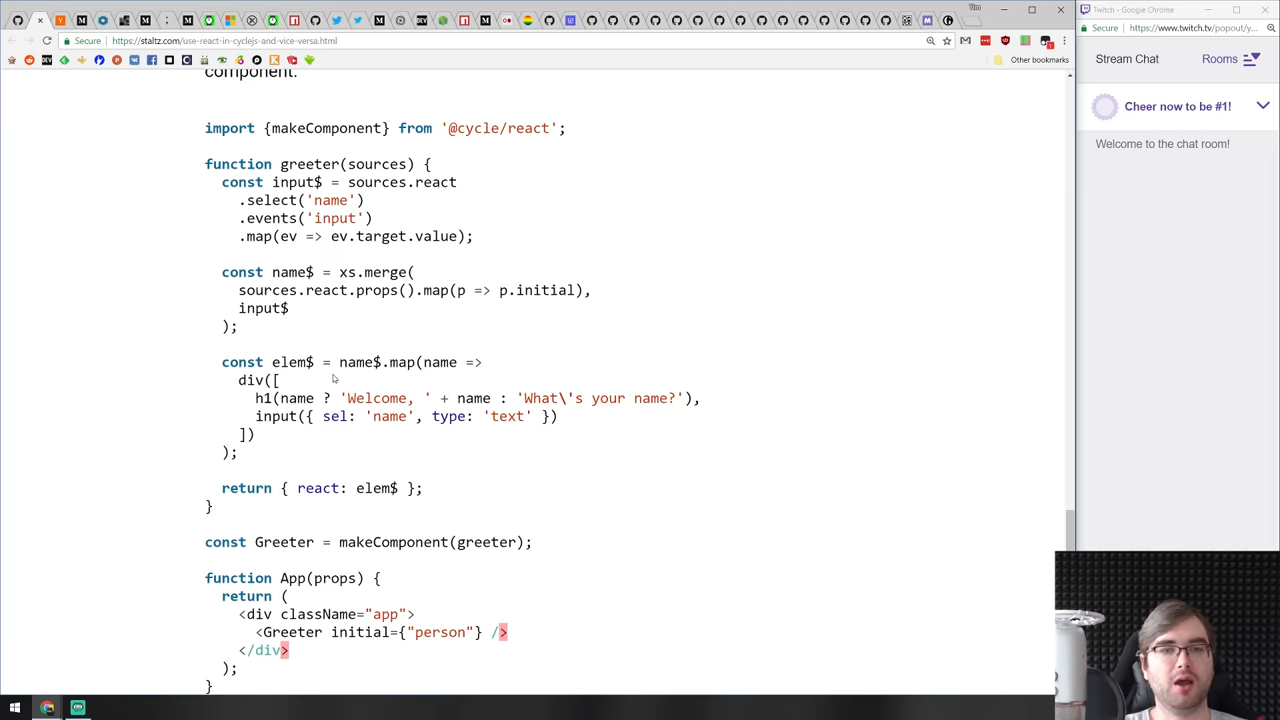 Tim
Twitch - Google Chrome
Secure
https://staltz.com/use-react-in-cyclejs-and-vice-versa.html
Secure
https://www.twitch.tv/popout/y...
Other bookmarks
Stream Chat
Rooms
Cheer now to be #1!
Welcome to the chat room!
component.
import {makeComponent} from '@cycle/react';
function greeter(sources) {
const input$ = sources.react
.select('name')
.events('input')
.map(ev => ev.target.value);
const name$ = xs.merge(
sources.react.props().map(p => p.initial),
input$
);
const elem$ = name$.map(name =>
div([
h1(name ? 'Welcome, ' + name : 'What\'s your name?'),
input({ sel: 'name', type: 'text' })
])
);
return { react: elem$ };
}
const Greeter = makeComponent(greeter);
function App(props) {
return (
<div className="app">
<Greeter initial={"person"} />
</div>
);
}